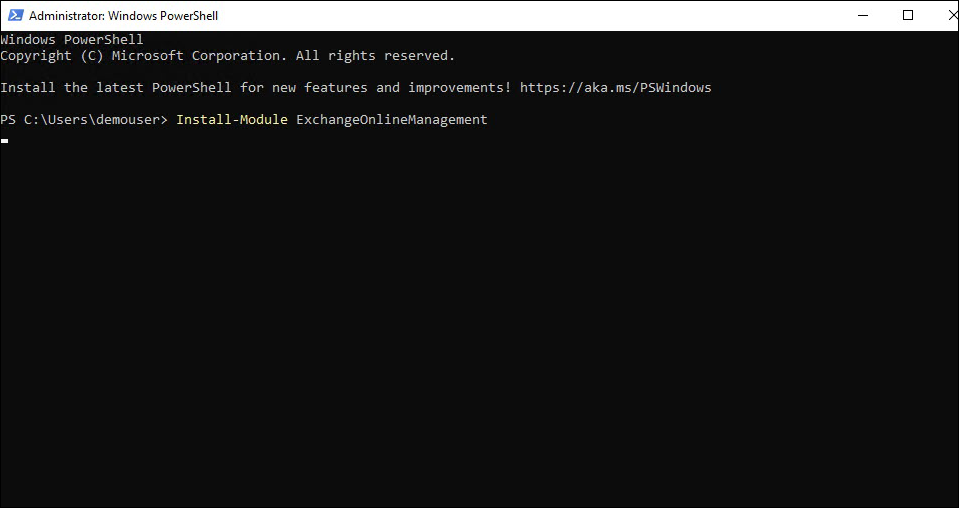 Administrator: Windows PowerShell
Windows PowerShell
Copyright (C) Microsoft Corporation. All rights reserved.
Install the latest PowerShell for new features and improvements! https://aka.ms/PSWindows
PS C:\Users\demouser> Install-Module ExchangeOnlineManagement